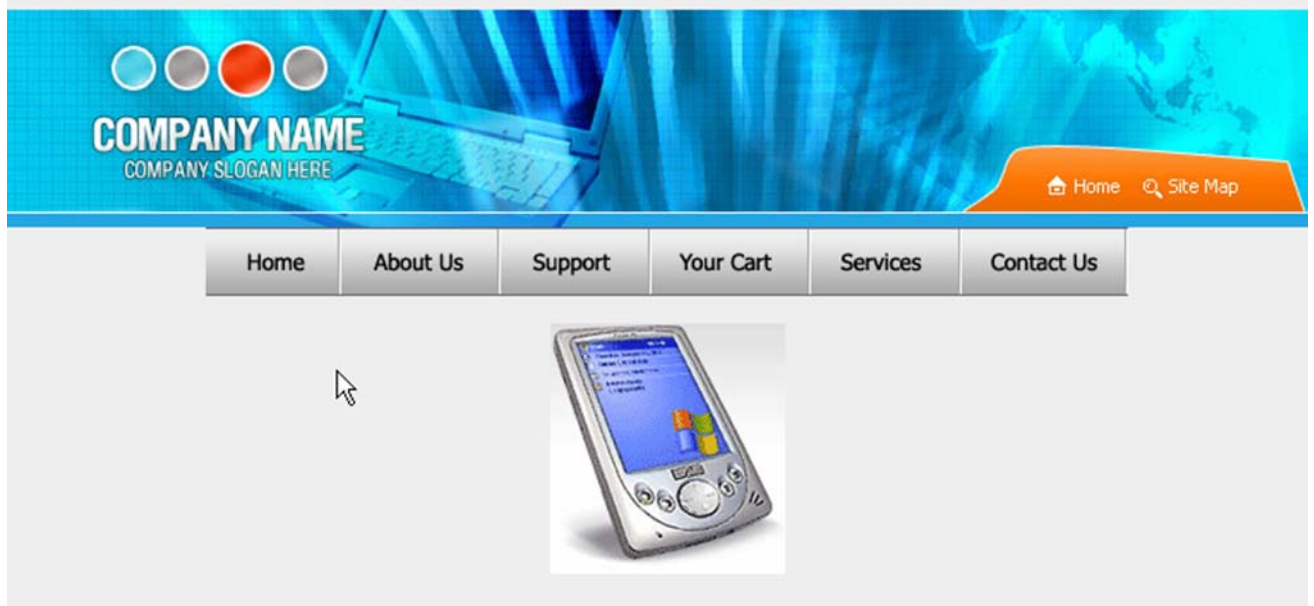 COMPANY NAME
COMPANY SLOGAN HERE
Home Site Map
Home About Us Support Your Cart Services Contact Us